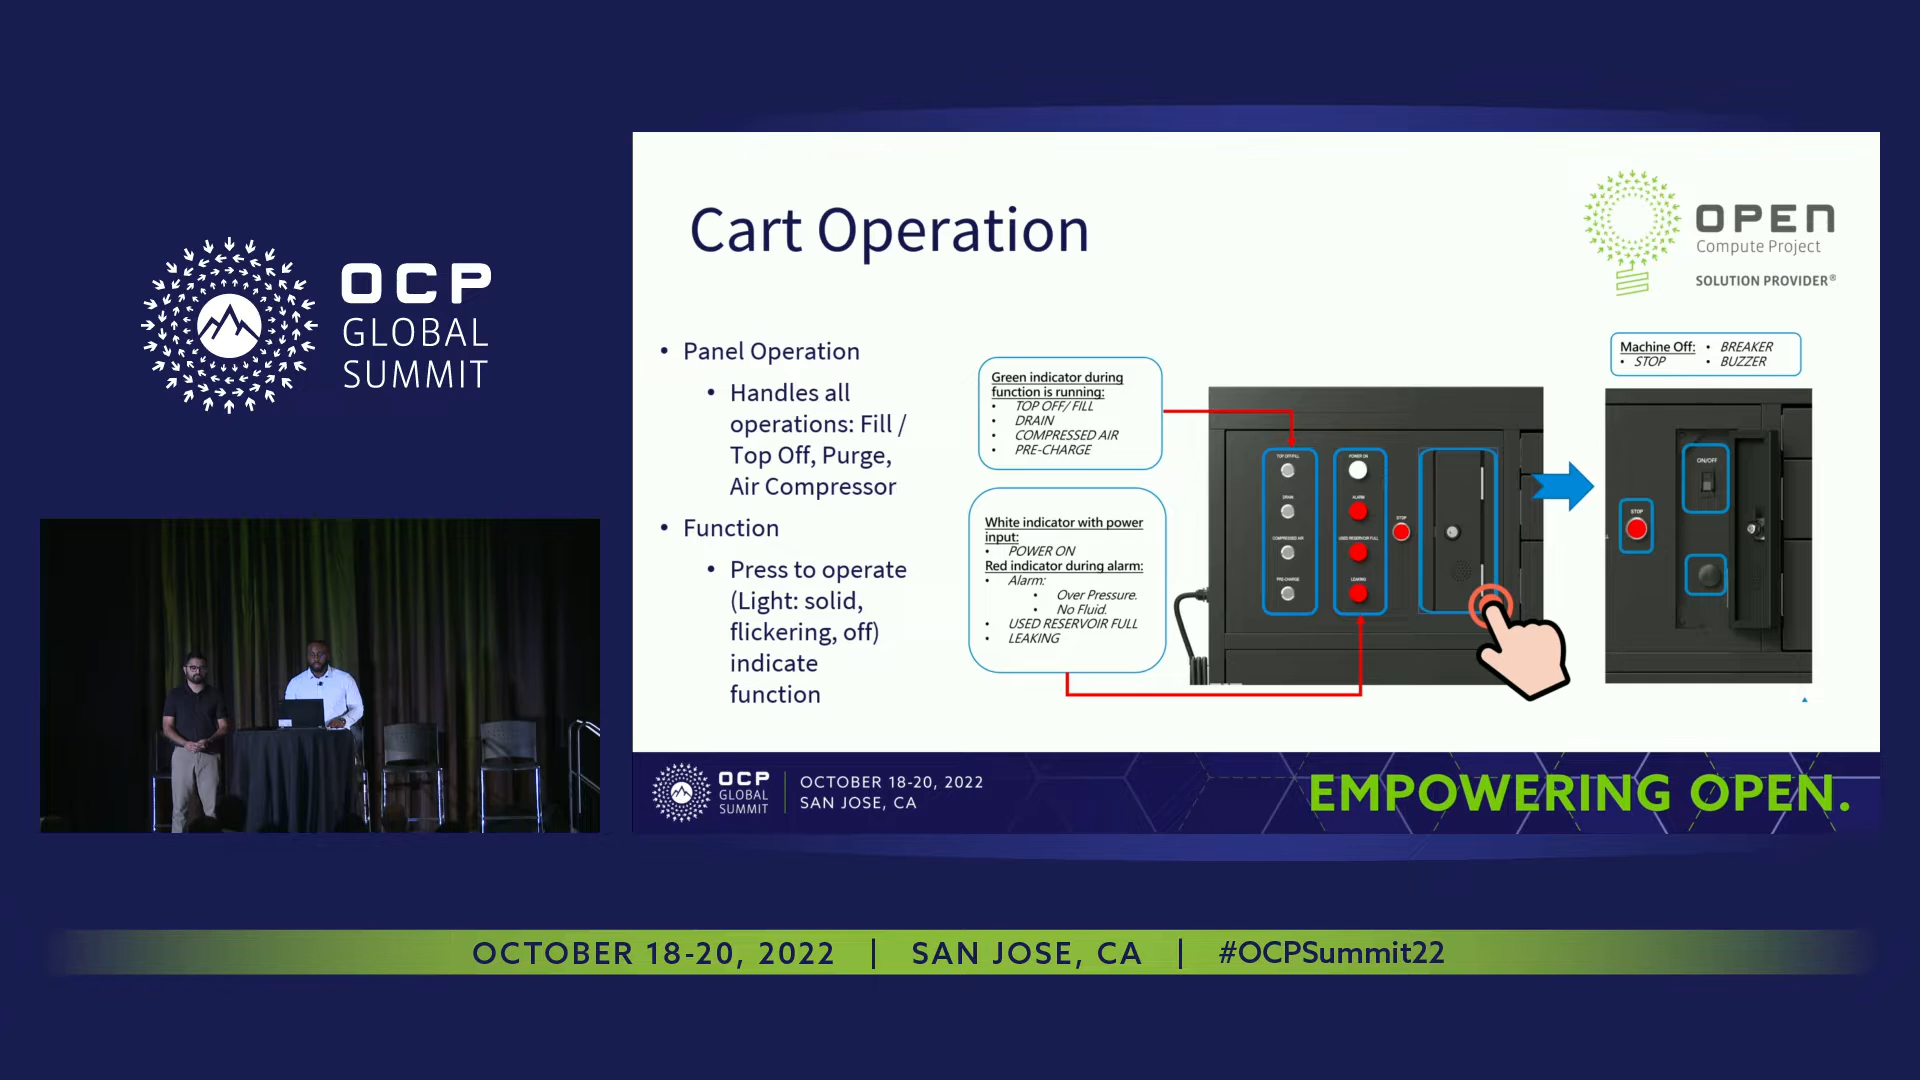 OCP
GLOBAL
SUMMIT
Cart Operation
OPEN
Compute Project
SOLUTION PROVIDER®
• Panel Operation
• Handles all
operations: Fill /
Top Off, Purge,
Air Compressor
• Function
• Press to operate
(Light: solid,
flickering, off)
indicate
function
Green indicator during
function is running:
• TOP OFF/ FILL
• DRAIN
• COMPRESSED AIR
• PRE-CHARGE
White indicator with power
input:
• POWER ON
Red indicator during alarm:
• Alarm:
• Over Pressure.
• No Fluid.
• USED RESERVOIR FULL
• LEAKING
TOP OFF/FILL
DRAIN
COMPRESSED AIR
PRE-CHARGE
POWER ON
ALARM
USED RESERVOIR FULL
LEAKING
STOP
Machine Off: • BREAKER
• STOP • BUZZER
ON/OFF
STOP
OCP
GLOBAL
SUMMIT
OCTOBER 18-20, 2022
SAN JOSE, CA
EMPOWERING OPEN.
OCTOBER 18-20, 2022 | SAN JOSE, CA | #OCPSummit22